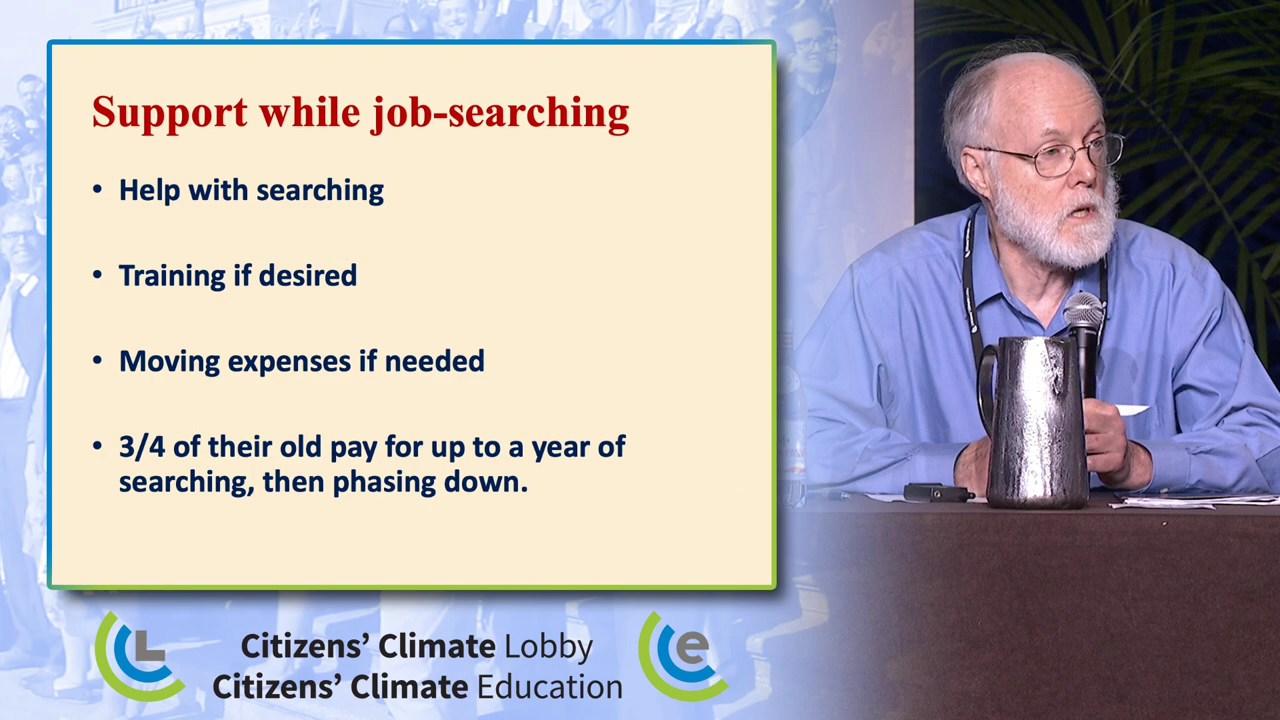 Support while job-searching
• Help with searching
• Training if desired
• Moving expenses if needed
• 3/4 of their old pay for up to a year of
searching, then phasing down.
L
Citizens’ Climate Lobby
Citizens’ Climate Education
e